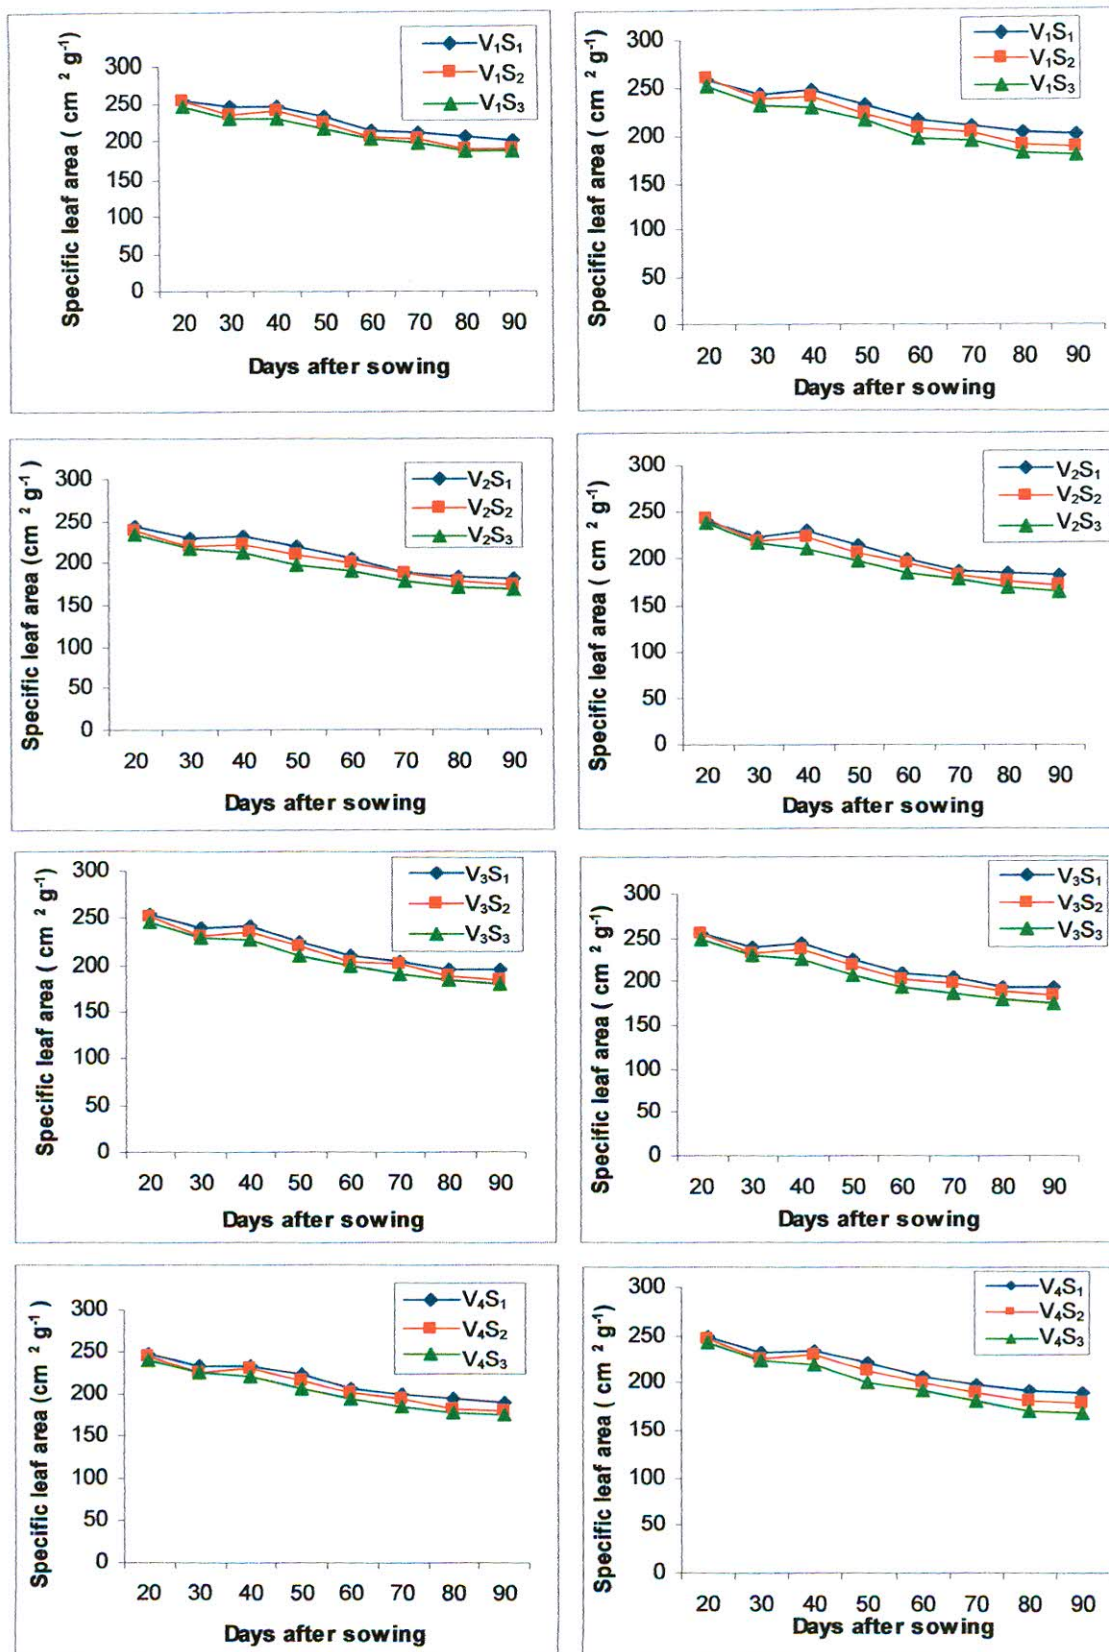 V₁S₁
V₁S₂
V₁S₃
Specific leaf area ( cm ² g⁻¹)
300
250
200
150
100
50
0
20 30 40 50 60 70 80 90
Days after sowing
V₁S₁
V₁S₂
V₁S₃
Specific leaf area ( cm ² g⁻¹)
300
250
200
150
100
50
0
20 30 40 50 60 70 80 90
Days after sowing
V₂S₁
V₂S₂
V₂S₃
Specific leaf area (cm ² g⁻¹)
300
250
200
150
100
50
0
20 30 40 50 60 70 80 90
Days after sowing
V₂S₁
V₂S₂
V₂S₃
Specific leaf area ( cm ² g⁻¹)
300
250
200
150
100
50
0
20 30 40 50 60 70 80 90
Days after sowing
V₃S₁
V₃S₂
V₃S₃
Specific leaf area ( cm ² g⁻¹)
300
250
200
150
100
50
0
20 30 40 50 60 70 80 90
Days after sowing
V₃S₁
V₃S₂
V₃S₃
Specific leaf area ( cm ² g⁻¹)
300
250
200
150
100
50
0
20 30 40 50 60 70 80 90
Days after sowing
V₄S₁
V₄S₂
V₄S₃
Specific leaf area (cm ² g⁻¹)
300
250
200
150
100
50
0
20 30 40 50 60 70 80 90
Days after sowing
V₄S₁
V₄S₂
V₄S₃
Specific leaf area ( cm ² g⁻¹)
300
250
200
150
100
50
0
20 30 40 50 60 70 80 90
Days after sowing